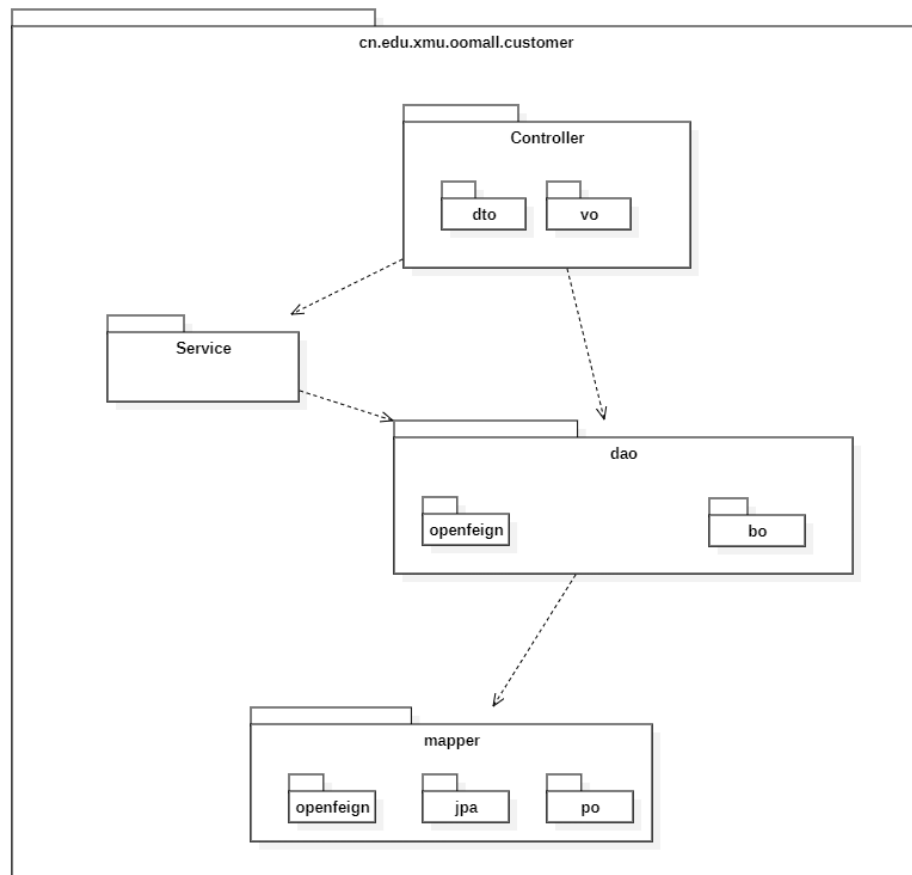 cn.edu.xmu.oomall.customer
Controller
dto
vo
Service
dao
openfeign
bo
mapper
openfeign
jpa
po